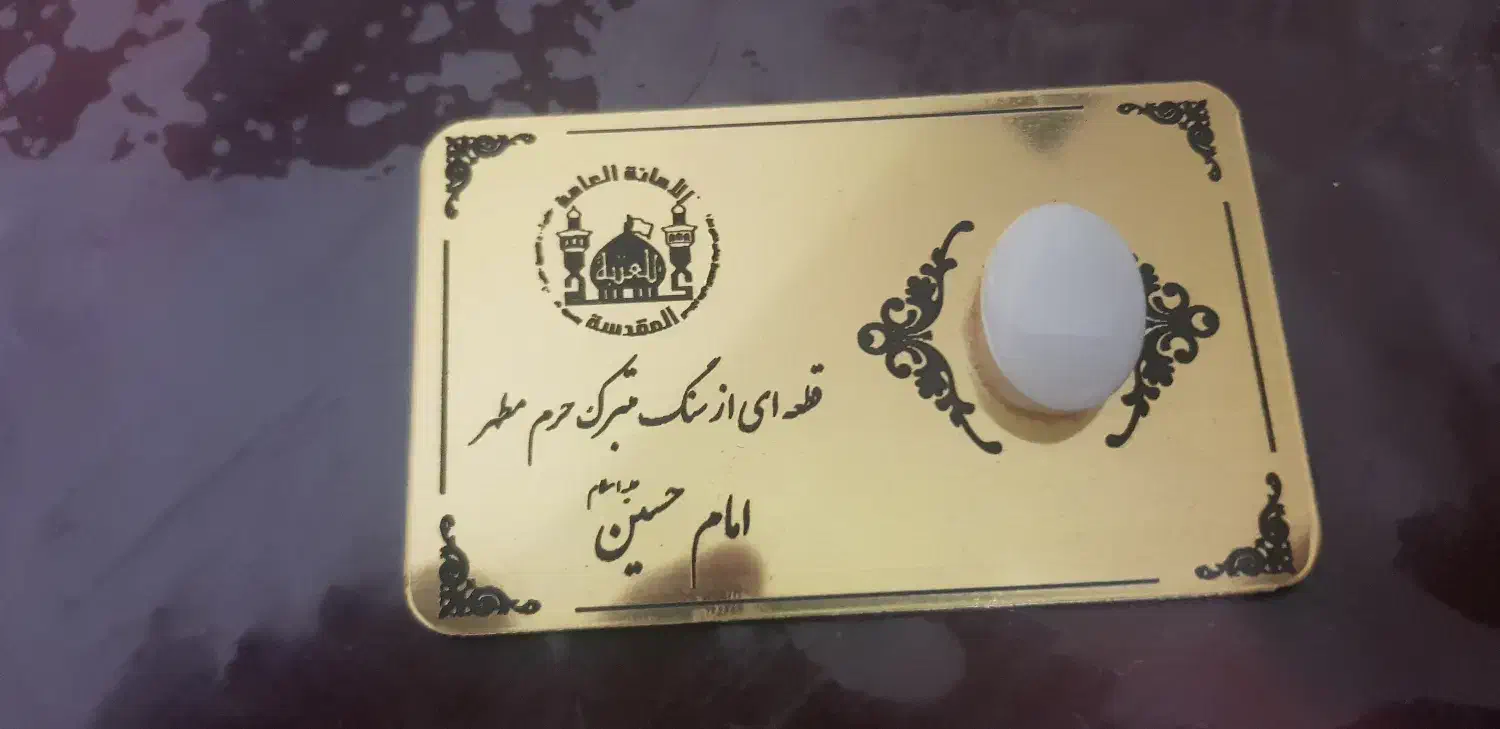 الأمانة العامة
للعتبة
المقدسة
قطعه ای از سنگ متبرک حرم مطهر
امام حسین علیه السلام